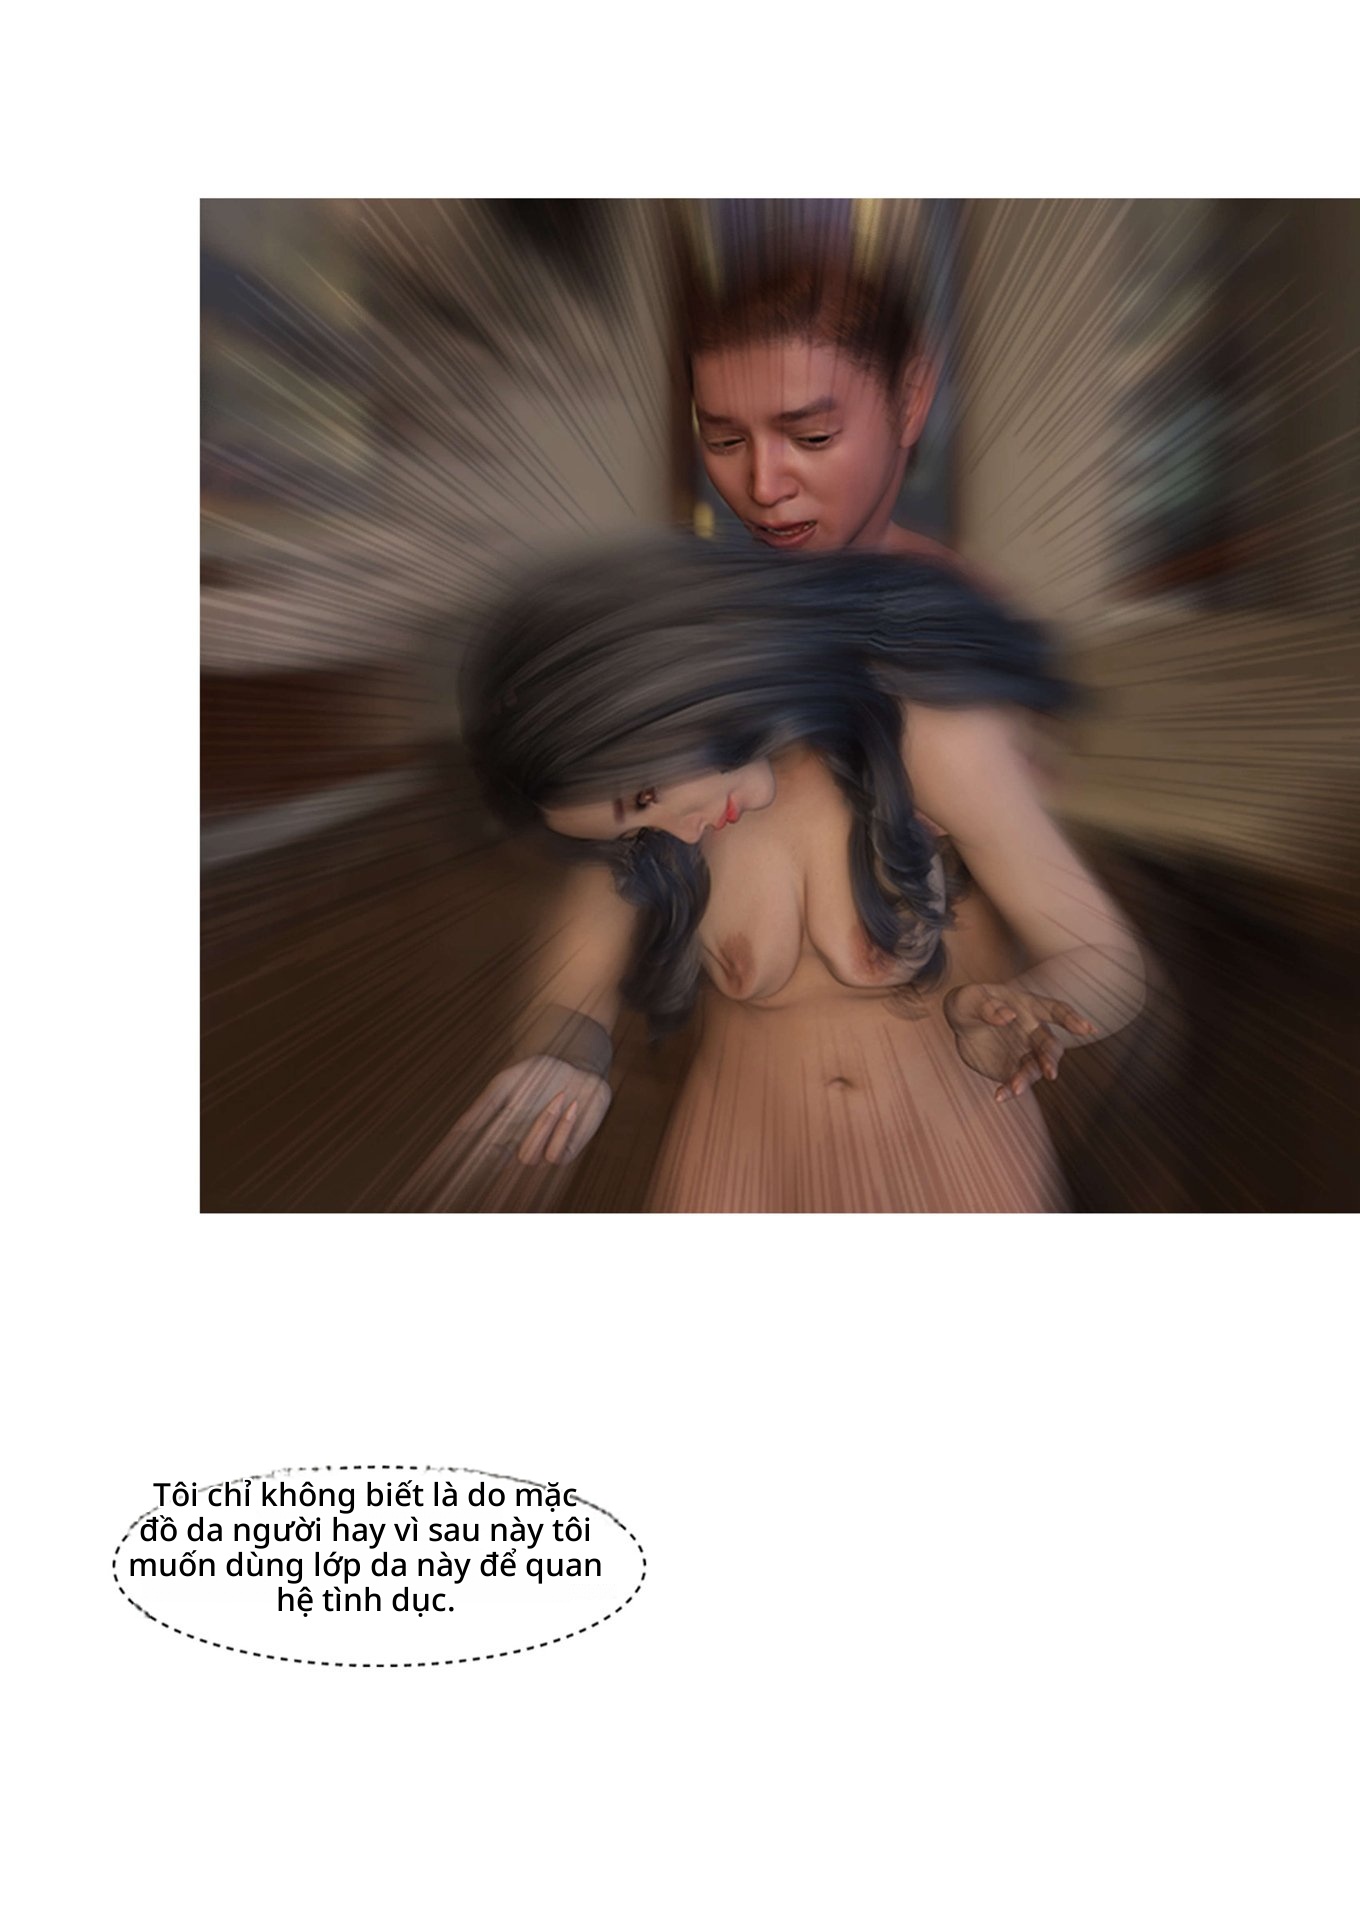 Tôi chỉ không biết là do mặc
đồ da người hay vì sau này tôi
muốn dùng lớp da này để quan
hệ tình dục.